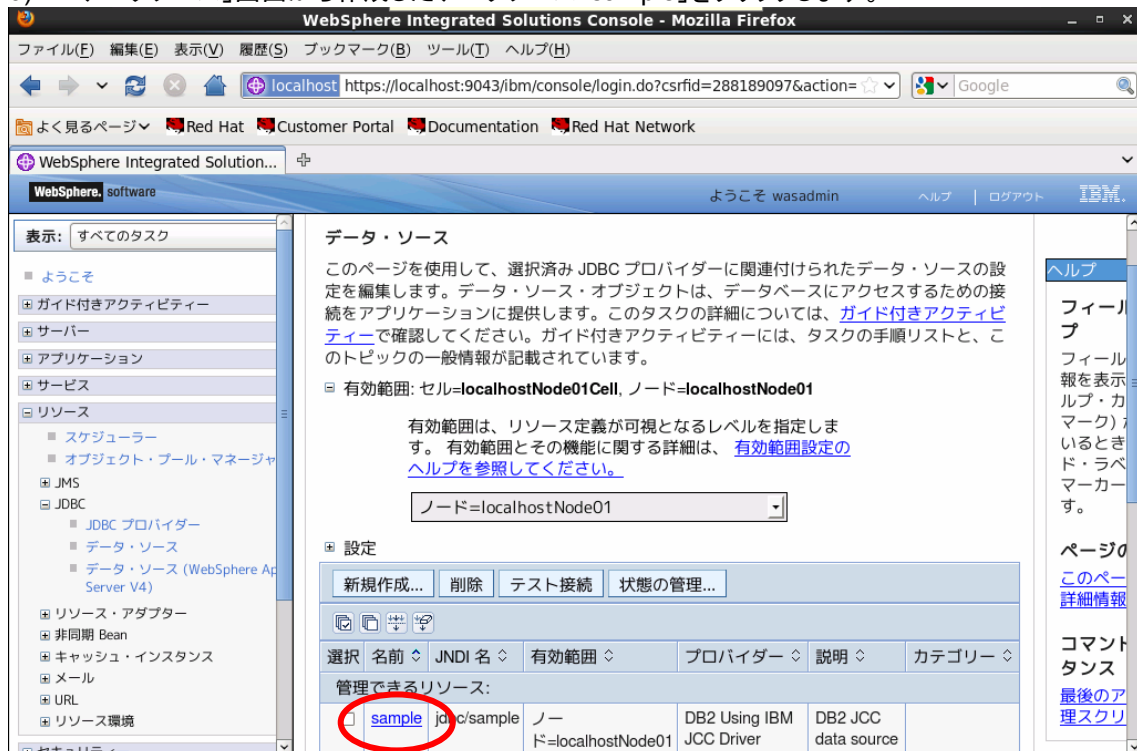 WebSphere Integrated Solutions Console - Mozilla Firefox
ファイル(F) 編集(E) 表示(V) 履歴(S) ブックマーク(B) ツール(T) ヘルプ(H)
localhost https://localhost:9043/ibm/console/login.do?csrfid=288189097&action= Google
よく見るページ Red Hat Customer Portal Documentation Red Hat Network
WebSphere Integrated Solution...
WebSphere. software ようこそ wasadmin ヘルプ | ログアウト IBM.
表示: すべてのタスク
ようこそ
ガイド付きアクティビティー
サーバー
アプリケーション
サービス
リソース
スケジューラー
オブジェクト・プール・マネージャ
JMS
JDBC
JDBC プロバイダー
データ・ソース
データ・ソース (WebSphere Ap
Server V4)
リソース・アダプター
非同期 Bean
キャッシュ・インスタンス
メール
URL
リソース環境
データ・ソース
このページを使用して、選択済み JDBC プロバイダーに関連付けられたデータ・ソースの設
定を編集します。データ・ソース・オブジェクトは、データベースにアクセスするための接
続をアプリケーションに提供します。このタスクの詳細については、ガイド付きアクティビ
ティーで確認してください。ガイド付きアクティビティーには、タスクの手順リストと、こ
のトピックの一般情報が記載されています。
有効範囲: セル=localhostNode01Cell, ノード=localhostNode01
有効範囲は、リソース定義が可視となるレベルを指定しま
す。 有効範囲とその機能に関する詳細は、 有効範囲設定の
ヘルプを参照してください。
ノード=localhostNode01
設定
新規作成... 削除 テスト接続 状態の管理...
選択 名前 JNDI 名 有効範囲 プロバイダー 説明 カテゴリー
管理できるリソース:
sample jdbc/sample ノー DB2 Using IBM DB2 JCC
ド=localhostNode01 JCC Driver data source
ヘルプ
フィール
プ
フィール
報を表示
ルプ・カ
マーク)
いるとき
ド・ラベ
マーカー
す。
ページの
このペー
詳細情報
コマント
タンス
最後のア
理スクリ